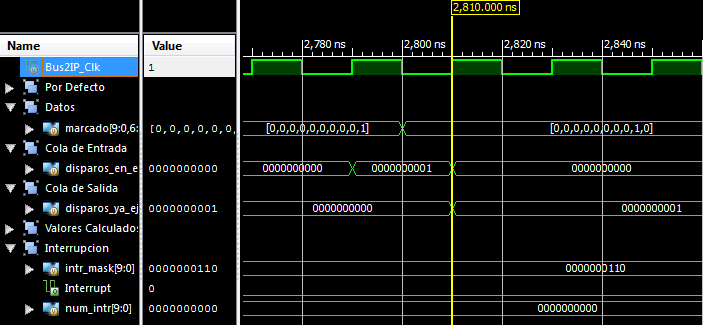 2,810.000 ns
Name Value 2,780 ns 2,800 ns 2,820 ns 2,840 ns
Bus2IP_Clk 1
Por Defecto
Datos
marcado[9:0,6: [0,0,0,0,0,0, [0,0,0,0,0,0,0,0,0,1] [0,0,0,0,0,0,0,0,1,0]
Cola de Entrada
disparos_en_e 0000000000 0000000000 0000000001 0000000000
Cola de Salida
disparos_ya_ej 0000000001 0000000000 0000000001
Valores Calculados
Interrupcion
intr_mask[9:0] 0000000110 0000000110
Interrupt 0
num_intr[9:0] 0000000000 0000000000